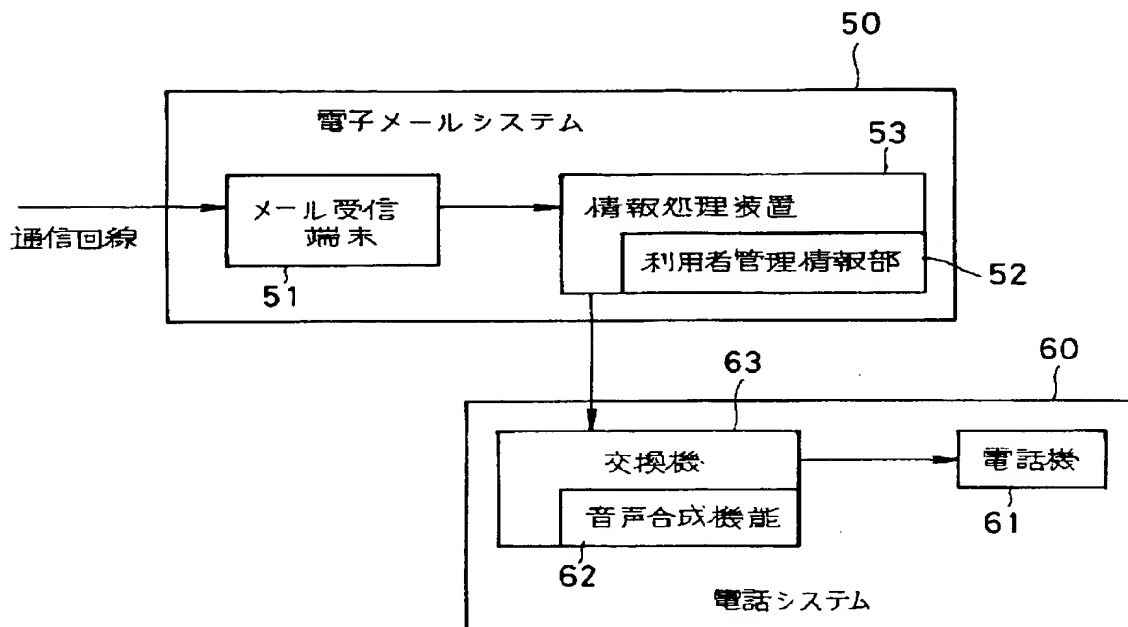 50
電子メールシステム
53
メール受信
端末
情報処理装置
通信回線
利用者管理情報部
51
52
63
60
交換機
電話機
音声合成機能
61
62
電話システム